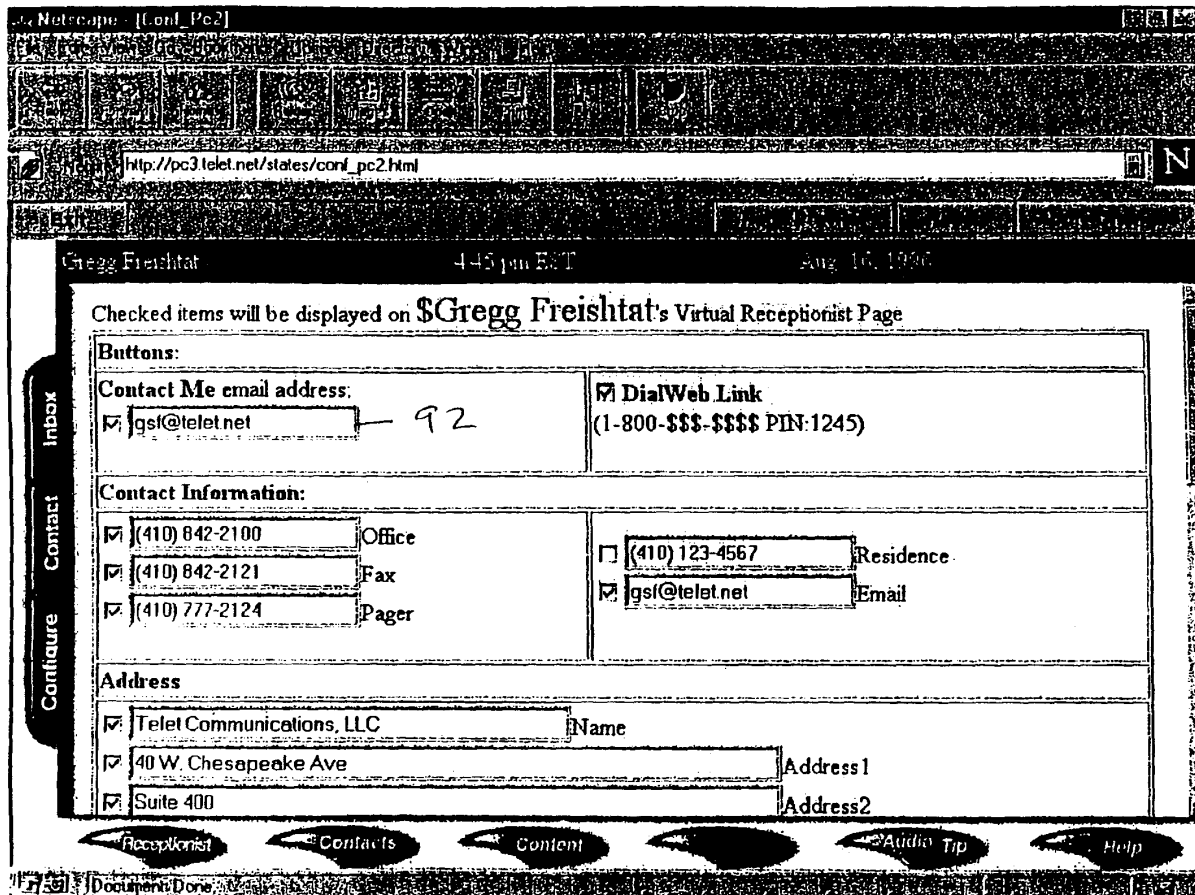 Netscape - [Conf_Pc2]
http://pc3.telet.net/states/conf_pc2.html
N
Gregg Freishtat 4:45 pm EST Aug. 16, 1996
Checked items will be displayed on $Gregg Freishtat's Virtual Receptionist Page
Buttons:
Contact Me email address:
gsf@telet.net
92
DialWeb Link
(1-800-$$$-$$$$ PIN:1245)
Contact Information:
(410) 842-2100 Office
(410) 842-2121 Fax
(410) 777-2124 Pager
(410) 123-4567 Residence
gsf@telet.net Email
Address
Telet Communications, LLC Name
40 W. Chesapeake Ave Address1
Suite 400 Address2
Inbox
Contact
Configure
Receptionist Contacts Content Audio Tip Help
Document: Done